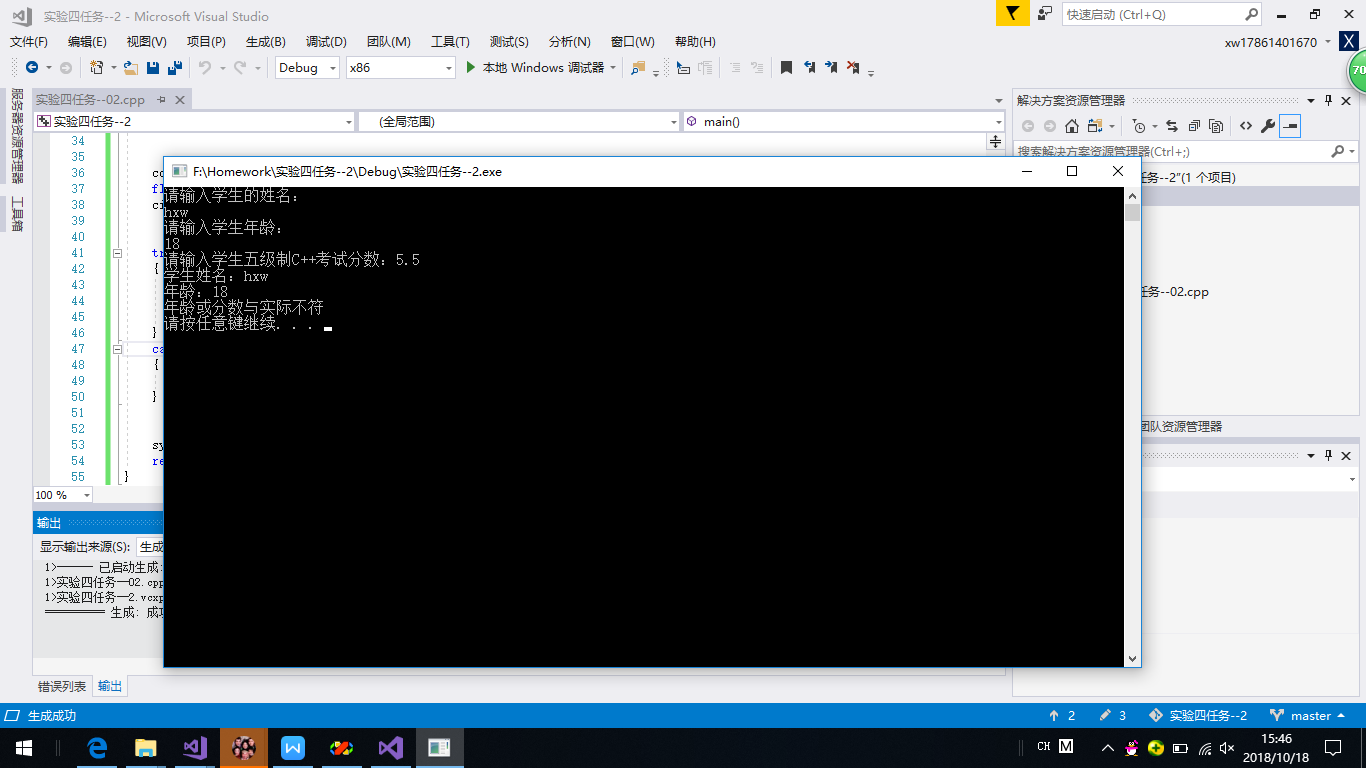 实验四任务--2 - Microsoft Visual Studio
快速启动 (Ctrl+Q)
文件(F) 编辑(E) 视图(V) 项目(P) 生成(B) 调试(D) 团队(M) 工具(T) 测试(S) 分析(N) 窗口(W) 帮助(H)
xw17861401670 X
Debug x86 本地 Windows 调试器
70
服务器资源管理器
工具箱
实验四任务--02.cpp
实验四任务--2 (全局范围) main()
34
35
36 co
37 fl
38
39
40
41 tr
42 {
43
44
45
46 }
47 ca
48 {
49
50 }
51
52
53 sy
54 re
55 }
100 %
F:\Homework\实验四任务--2\Debug\实验四任务--2.exe
请输入学生的姓名：
hxw
请输入学生年龄：
18
请输入学生五级制C++考试分数：5.5
学生姓名：hxw
年龄：18
年龄或分数与实际不符
请按任意键继续. . .
解决方案资源管理器
搜索解决方案资源管理器(Ctrl+;)
任务--2"(1 个项目)
任务--02.cpp
团队资源管理器
输出
显示输出来源(S): 生成
1>------ 已启动生成:
1>实验四任务--02.cpp
1>实验四任务--2.vcxp
========== 生成: 成功
错误列表 输出
生成成功
2 3 实验四任务--2 master
CH M
15:46
2018/10/18